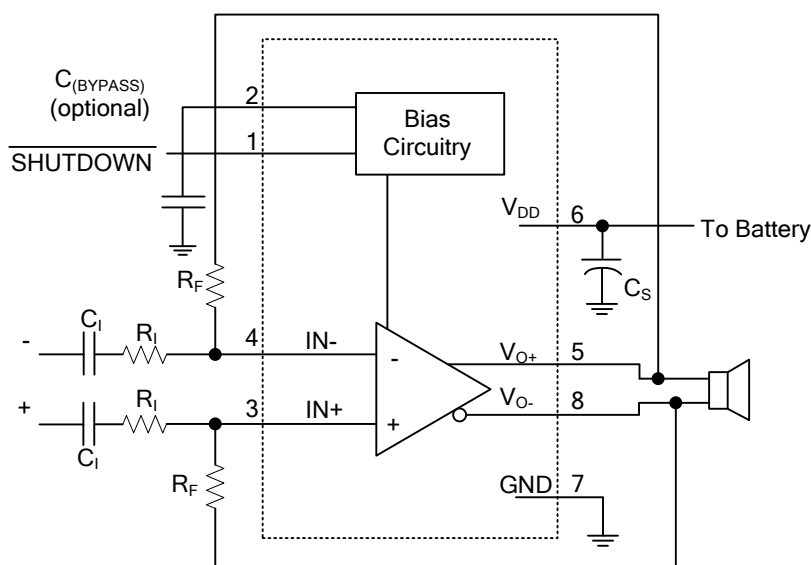 C(BYPASS)
(optional)
2
Bias
Circuitry
1
SHUTDOWN
VDD
6
To Battery
CS
RF
CI
RI
4
IN-
-
-
VO+
5
+
CI
RI
3
IN+
+
VO-
8
RF
GND
7